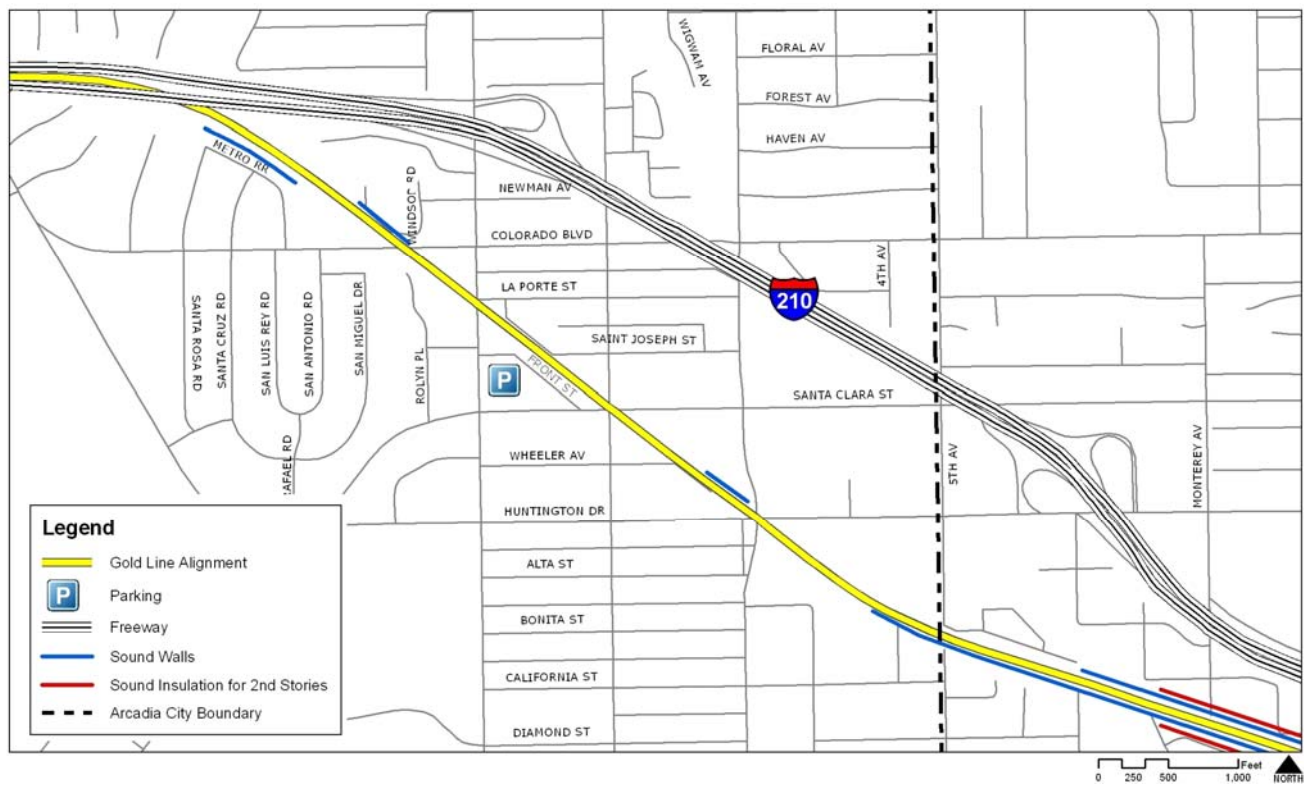 WIGWAM AV
FLORAL AV
FOREST AV
HAVEN AV
METRO RR
WINDSOR RD
NEWMAN AV
COLORADO BLVD
4TH AV
LA PORTE ST
210
SANTA ROSA RD
SANTA CRUZ RD
SAN LUIS REY RD
SAN ANTONIO RD
SAN MIGUEL DR
ROLYN PL
SAINT JOSEPH ST
FRONT ST
P
SANTA CLARA ST
AFAEL RD
WHEELER AV
5TH AV
MONTEREY AV
HUNTINGTON DR
ALTA ST
BONITA ST
CALIFORNIA ST
DIAMOND ST
Legend
Gold Line Alignment
P Parking
Freeway
Sound Walls
Sound Insulation for 2nd Stories
Arcadia City Boundary
Feet
0 250 500 1,000
NORTH